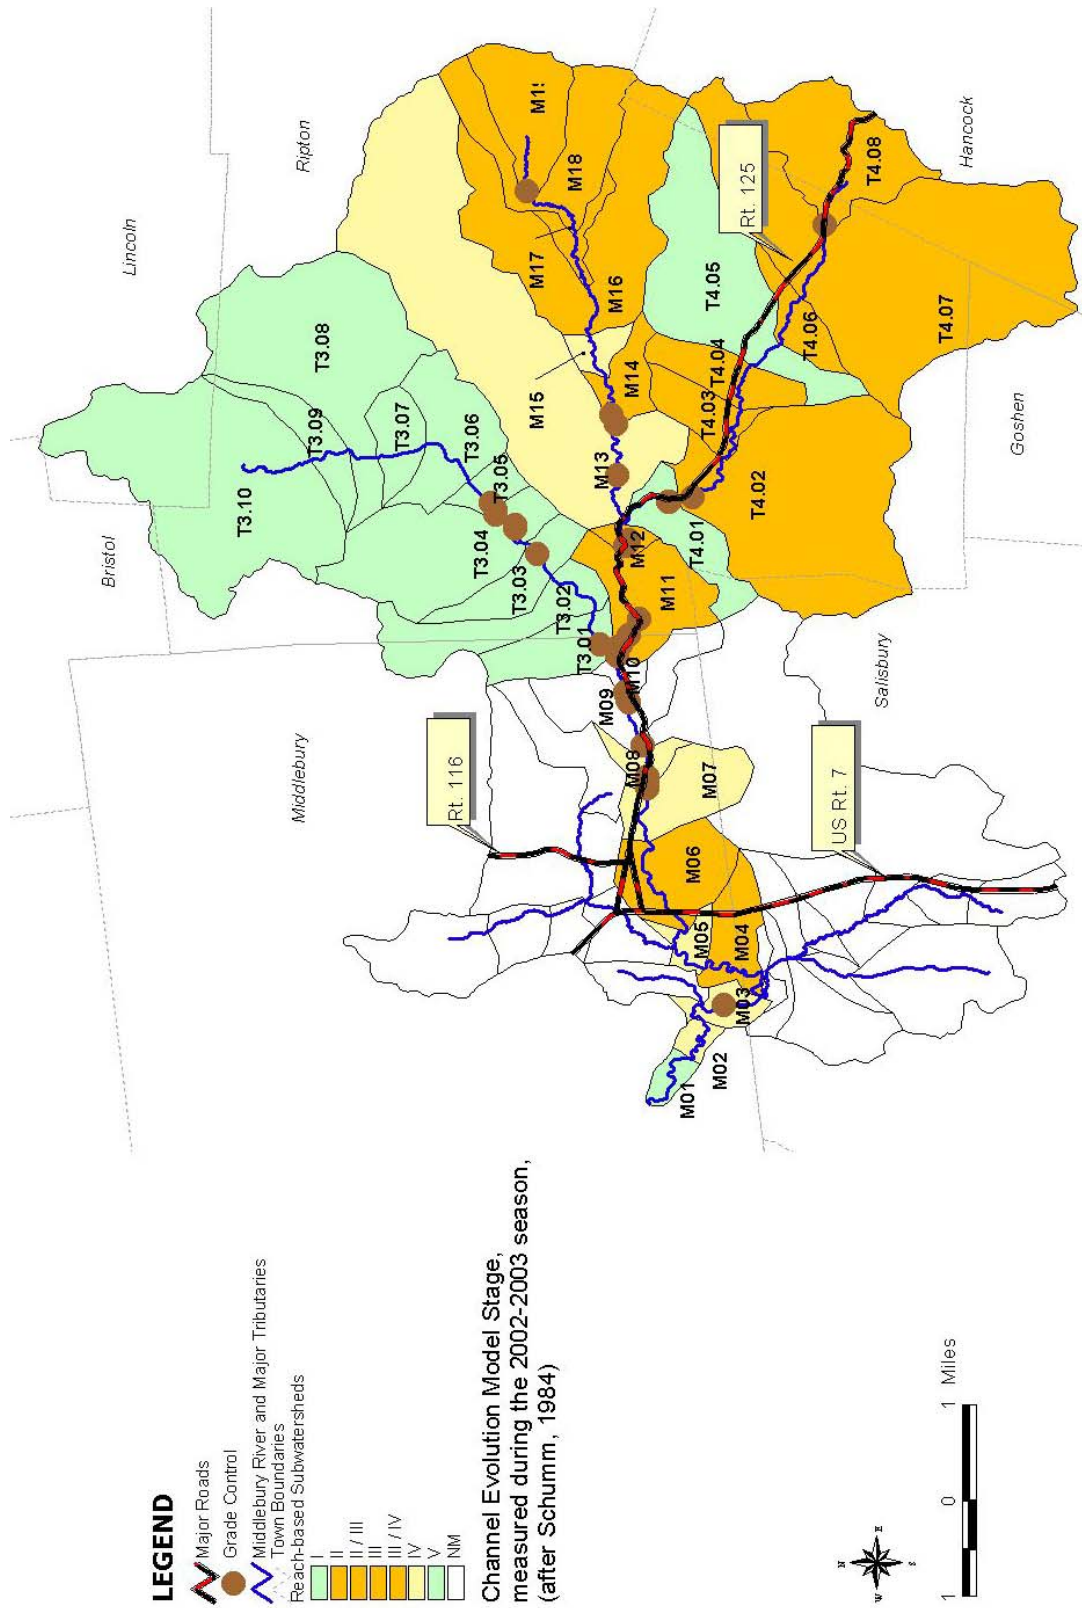 LEGEND
Major Roads
Grade Control
Middlebury River and Major Tributaries
Town Boundaries
Reach-based Subwatersheds
I
II
II / III
III
III / IV
IV
V
NM
Channel Evolution Model Stage,
measured during the 2002-2003 season,
(after Schumm, 1984)
N
W
E
S
1 0 1 Miles
Lincoln
Ripton
Bristol
Middlebury
Hancock
Goshen
Salisbury
Rt. 116
Rt. 125
US Rt. 7
T3.10
T3.09
T3.08
T3.07
T3.06
T3.05
T3.04
T3.03
T3.02
T3.01
M18
M17
M16
M15
M14
M13
M12
M11
M10
M09
M08
M07
M06
M05
M04
M03
M02
M01
T4.01
T4.02
T4.03
T4.04
T4.05
T4.06
T4.07
T4.08